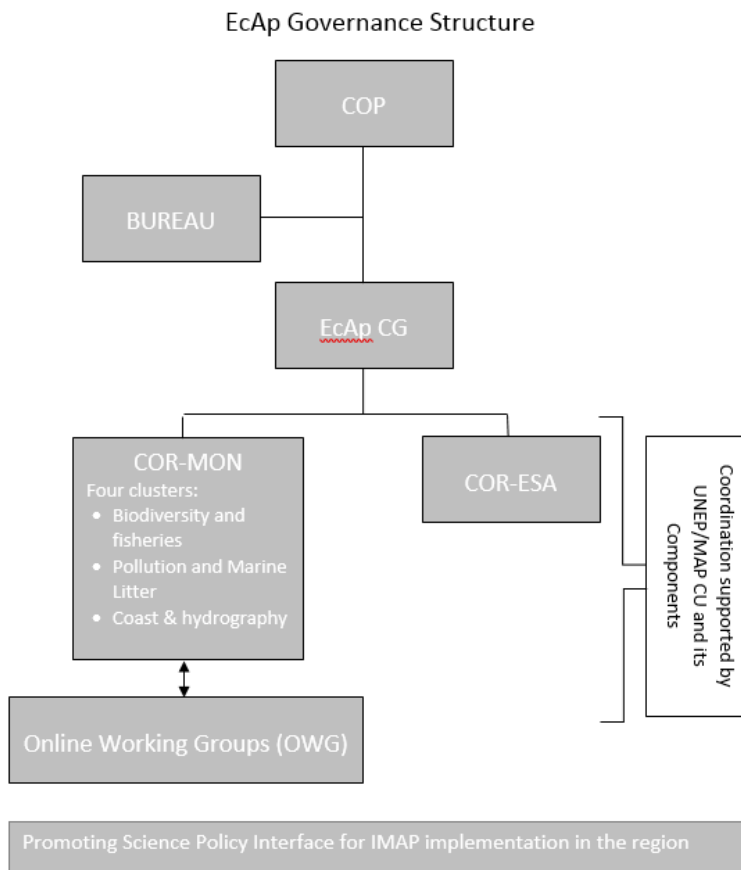 EcAp Governance Structure
COP
BUREAU
EcAp CG
COR-MON
Four clusters:
• Biodiversity and
fisheries
• Pollution and Marine
Litter
• Coast & hydrography
COR-ESA
Coordination supported by
UNEP/MAP CU and its
Components
Online Working Groups (OWG)
Promoting Science Policy Interface for IMAP implementation in the region